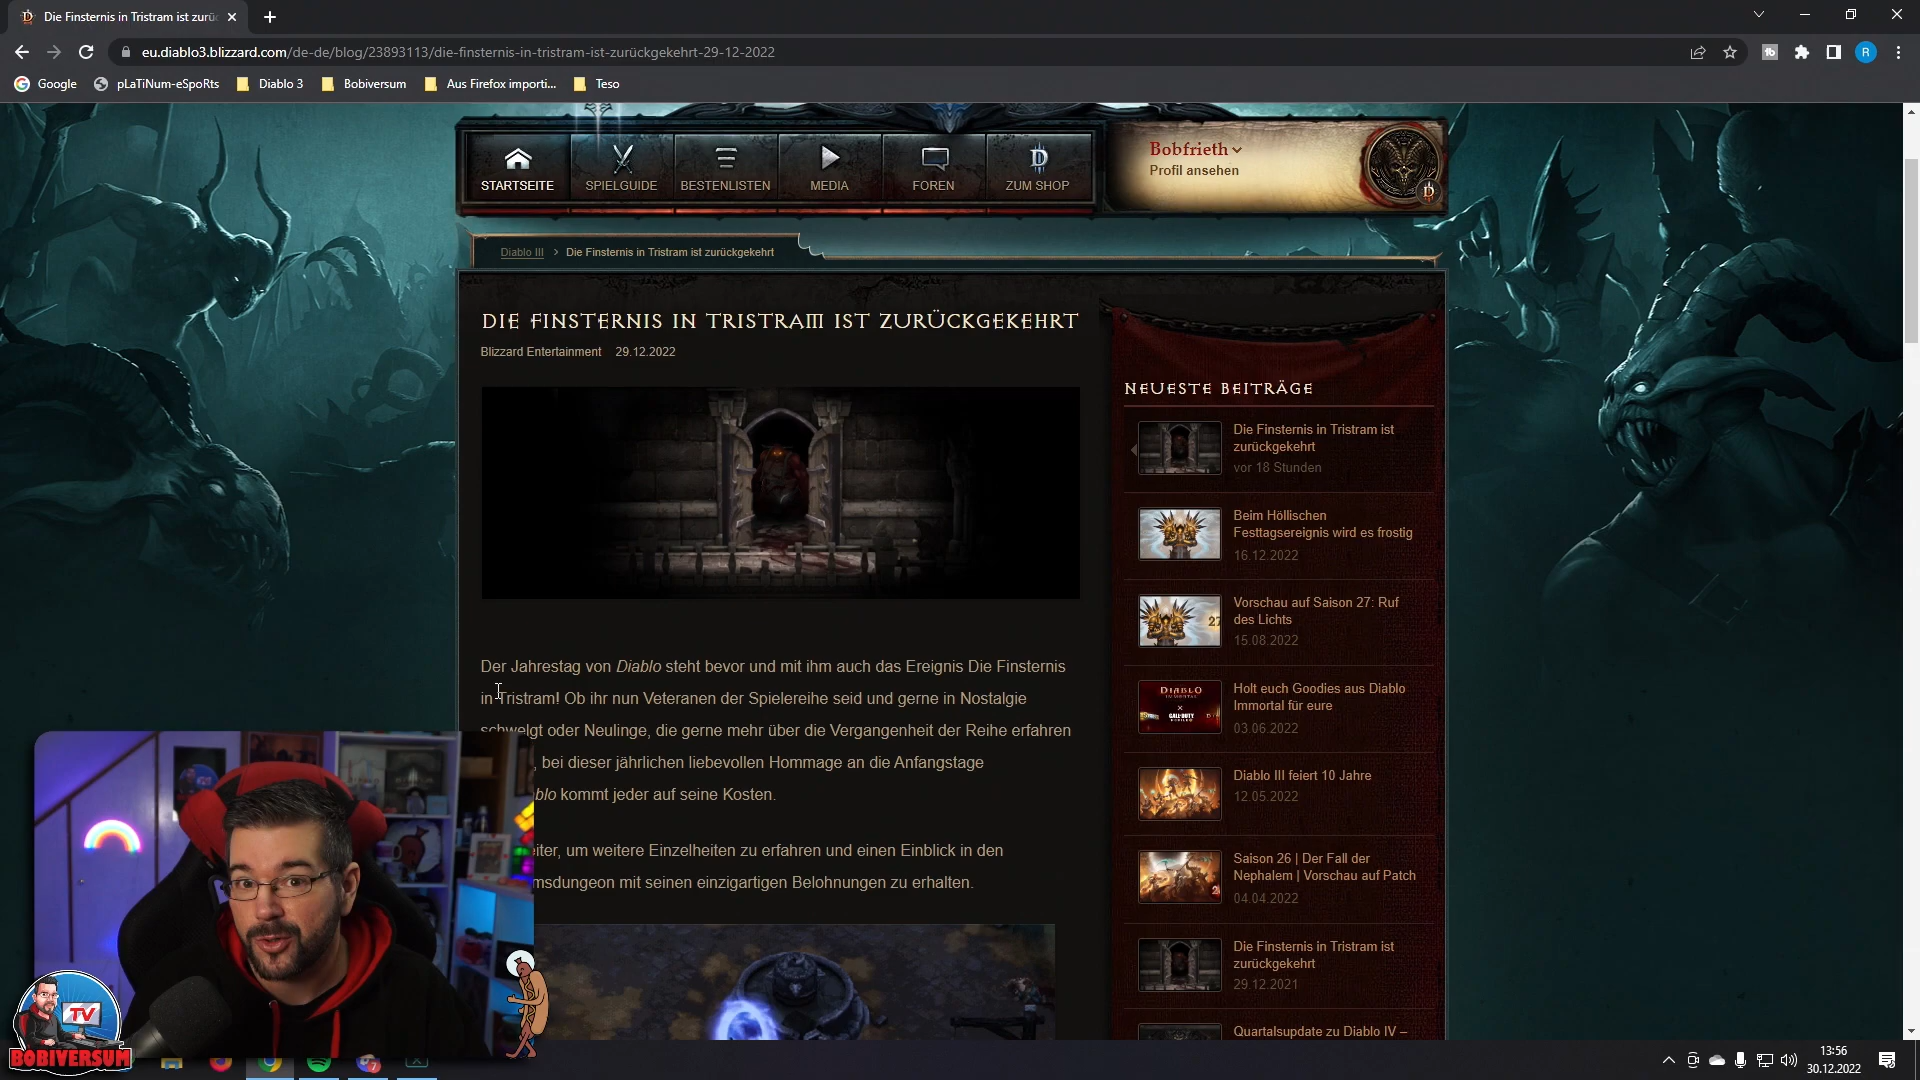 Die Finsternis in Tristram ist zurü
eu.diablo3.blizzard.com/de-de/blog/23893113/die-finsternis-in-tristram-ist-zurückgekehrt-29-12-2022
R
Google
pLaTiNum-eSpoRts
Diablo 3
Bobiversum
Aus Firefox importi...
Teso
STARTSEITE
SPIELGUIDE
BESTENLISTEN
MEDIA
FOREN
ZUM SHOP
Bobfrieth
Profil ansehen
Diablo III > Die Finsternis in Tristram ist zurückgekehrt
DIE FINSTERNIS IN TRISTRAM IST ZURÜCKGEKEHRT
Blizzard Entertainment 29.12.2022
Der Jahrestag von Diablo steht bevor und mit ihm auch das Ereignis Die Finsternis
in Tristram! Ob ihr nun Veteranen der Spielereihe seid und gerne in Nostalgie
schwelgt oder Neulinge, die gerne mehr über die Vergangenheit der Reihe erfahren
, bei dieser jährlichen liebevollen Hommage an die Anfangstage
blo kommt jeder auf seine Kosten.
eiter, um weitere Einzelheiten zu erfahren und einen Einblick in den
msdungeon mit seinen einzigartigen Belohnungen zu erhalten.
NEUESTE BEITRÄGE
Die Finsternis in Tristram ist
zurückgekehrt
vor 18 Stunden
Beim Höllischen
Festtagsereignis wird es frostig
16.12.2022
27
Vorschau auf Saison 27: Ruf
des Lichts
15.08.2022
DIABLO
CALL·DUTY
Holt euch Goodies aus Diablo
Immortal für eure
03.06.2022
Diablo III feiert 10 Jahre
12.05.2022
Saison 26 | Der Fall der
Nephalem | Vorschau auf Patch
04.04.2022
Die Finsternis in Tristram ist
zurückgekehrt
29.12.2021
Quartalsupdate zu Diablo IV –
TV
BOBIVERSUM
7
13:56
30.12.2022